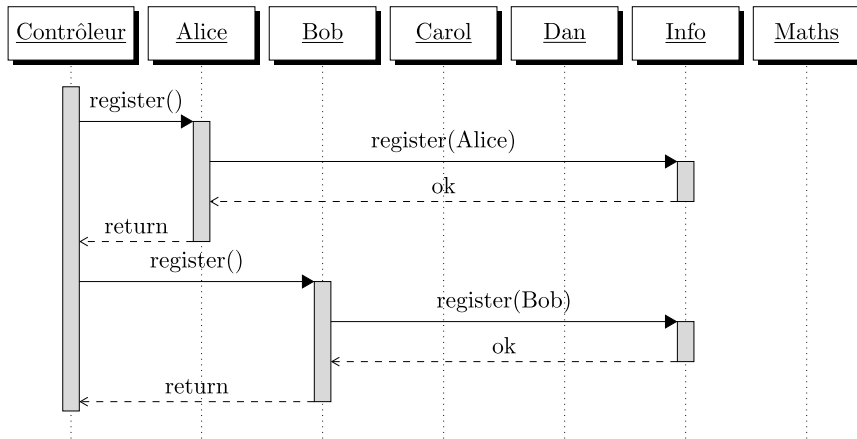 Contrôleur Alice Bob Carol Dan Info Maths
register()
register(Alice)
ok
return
register()
register(Bob)
ok
return